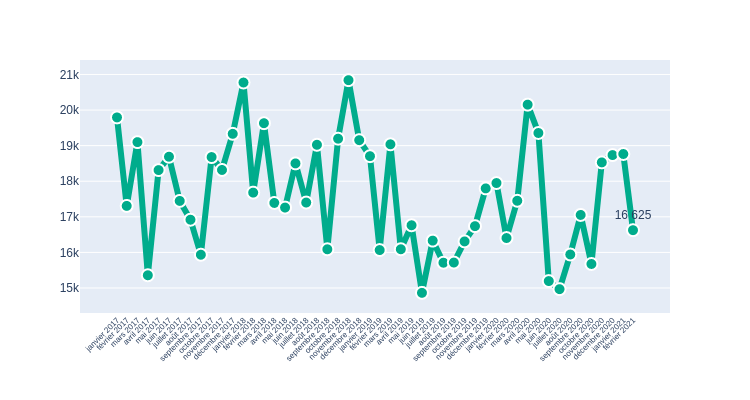 21k
20k
19k
18k
17k
16k
15k
16 625
janvier 2017
février 2017
mars 2017
avril 2017
mai 2017
juin 2017
juillet 2017
août 2017
septembre 2017
octobre 2017
novembre 2017
décembre 2017
janvier 2018
février 2018
mars 2018
avril 2018
mai 2018
juin 2018
juillet 2018
août 2018
septembre 2018
octobre 2018
novembre 2018
décembre 2018
janvier 2019
février 2019
mars 2019
avril 2019
mai 2019
juin 2019
juillet 2019
août 2019
septembre 2019
octobre 2019
novembre 2019
décembre 2019
janvier 2020
février 2020
mars 2020
avril 2020
mai 2020
juin 2020
juillet 2020
août 2020
septembre 2020
octobre 2020
novembre 2020
décembre 2020
janvier 2021
février 2021